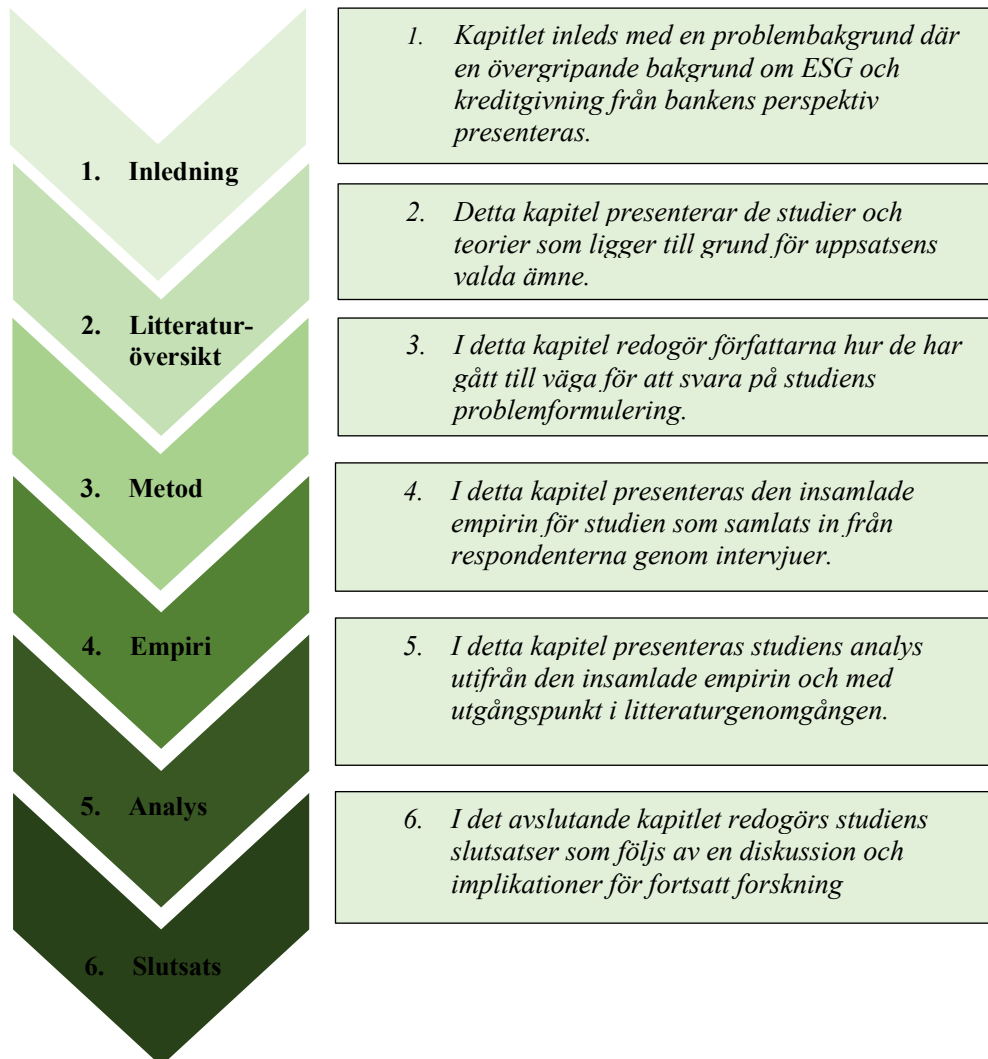 1. Inledning
2. Litteratur-
översikt
3. Metod
4. Empiri
5. Analys
6. Slutsats
1. Kapitlet inleds med en problembakgrund där
en övergripande bakgrund om ESG och
kreditgivning från bankens perspektiv
presenteras.
2. Detta kapitel presenterar de studier och
teorier som ligger till grund för uppsatsens
valda ämne.
3. I detta kapitel redogör författarna hur de har
gått till väga för att svara på studiens
problemformulering.
4. I detta kapitel presenteras den insamlade
empirin för studien som samlats in från
respondenterna genom intervjuer.
5. I detta kapitel presenteras studiens analys
utifrån den insamlade empirin och med
utgångspunkt i litteraturgenomgången.
6. I det avslutande kapitlet redogörs studiens
slutsatser som följs av en diskussion och
implikationer för fortsatt forskning